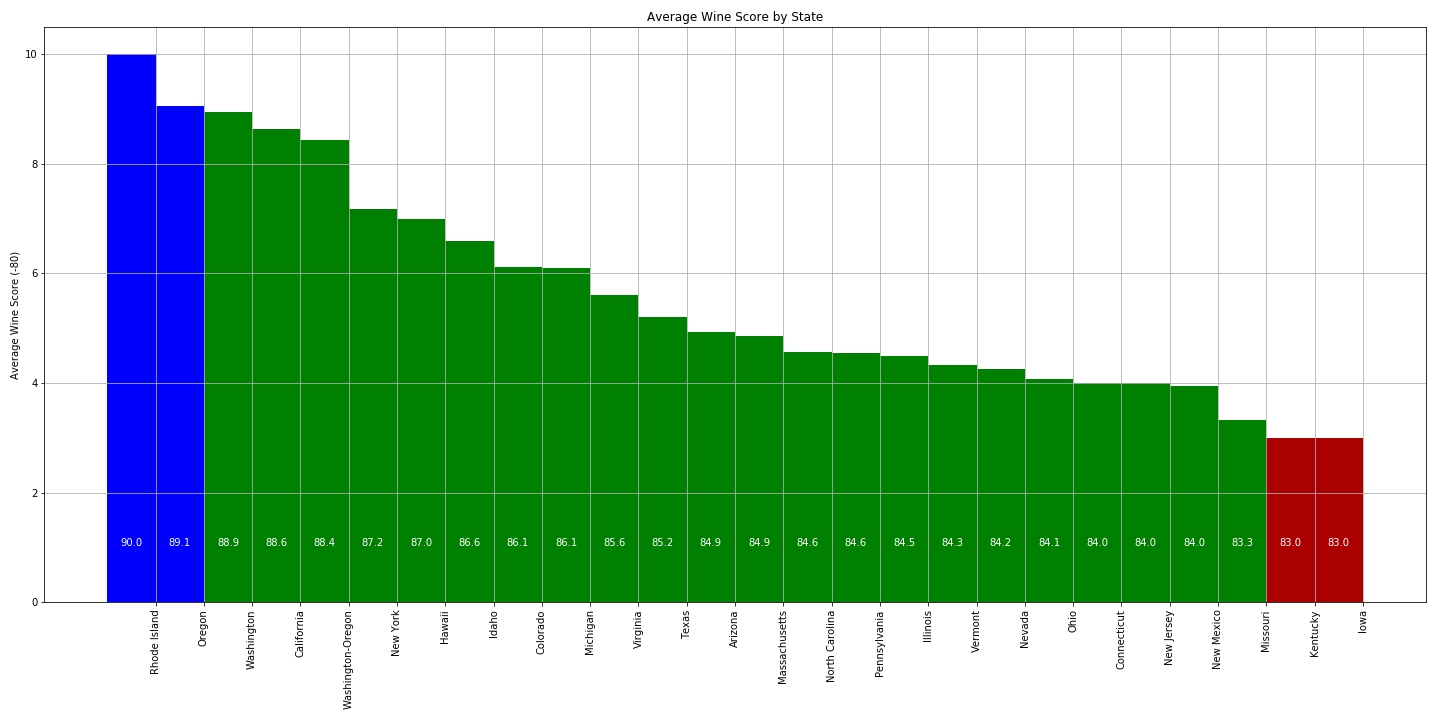 Average Wine Score by State
Average Wine Score (-80)
10
8
6
4
2
0
90.0 89.1 88.9 88.6 88.4 87.2 87.0 86.6 86.1 86.1 85.6 85.2 84.9 84.9 84.6 84.6 84.5 84.3 84.2 84.1 84.0 84.0 84.0 83.3 83.0 83.0
Rhode Island
Oregon
Washington
California
Washington-Oregon
New York
Hawaii
Idaho
Colorado
Michigan
Virginia
Texas
Arizona
Massachusetts
North Carolina
Pennsylvania
Illinois
Vermont
Nevada
Ohio
Connecticut
New Jersey
New Mexico
Missouri
Kentucky
Iowa